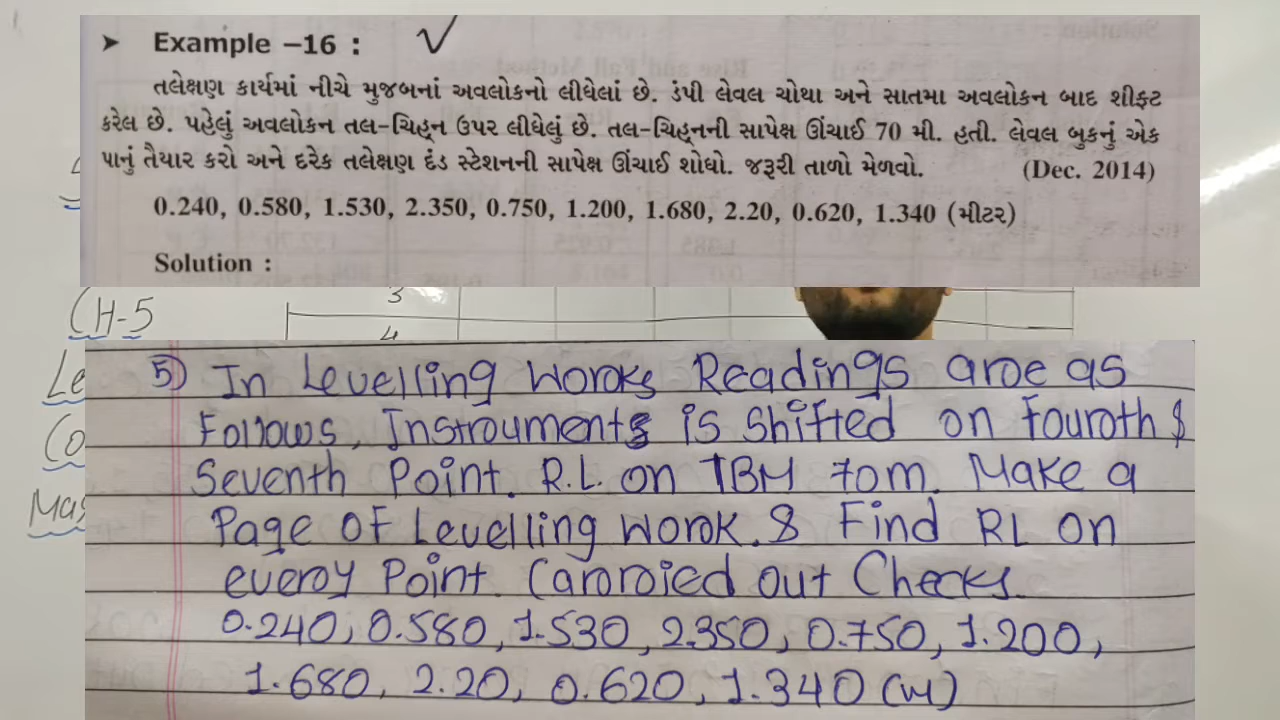 ➤ Example –16 :
તલેક્ષણ કાર્યમાં નીચે મુજબનાં અવલોકનો લીધેલાં છે. ડંપી લેવલ ચોથા અને સાતમા અવલોકન બાદ શીફ્ટ
કરેલ છે. પહેલું અવલોકન તલ-ચિહ્ન ઉપર લીધેલું છે. તલ-ચિહ્નની સાપેક્ષ ઊંચાઈ 70 મી. હતી. લેવલ બુકનું એક
પાનું તૈયાર કરો અને દરેક તલેક્ષણ દંડ સ્ટેશનની સાપેક્ષ ઊંચાઈ શોધો. જરૂરી તાળો મેળવો. (Dec. 2014)
0.240, 0.580, 1.530, 2.350, 0.750, 1.200, 1.680, 2.20, 0.620, 1.340 (મીટર)
Solution :
3
CH-5
4
5) In Levelling Works Readings are as
Follows, Instruments is shifted on Fourth &
Seventh Point. R.L. on TBM 70m. Make a
Page of Levelling work. & Find RL on
every Point. Carried out Checks.
0.240, 0.580, 1.530, 2.350, 0.750, 1.200,
1.680, 2.20, 0.620, 1.340 (m)